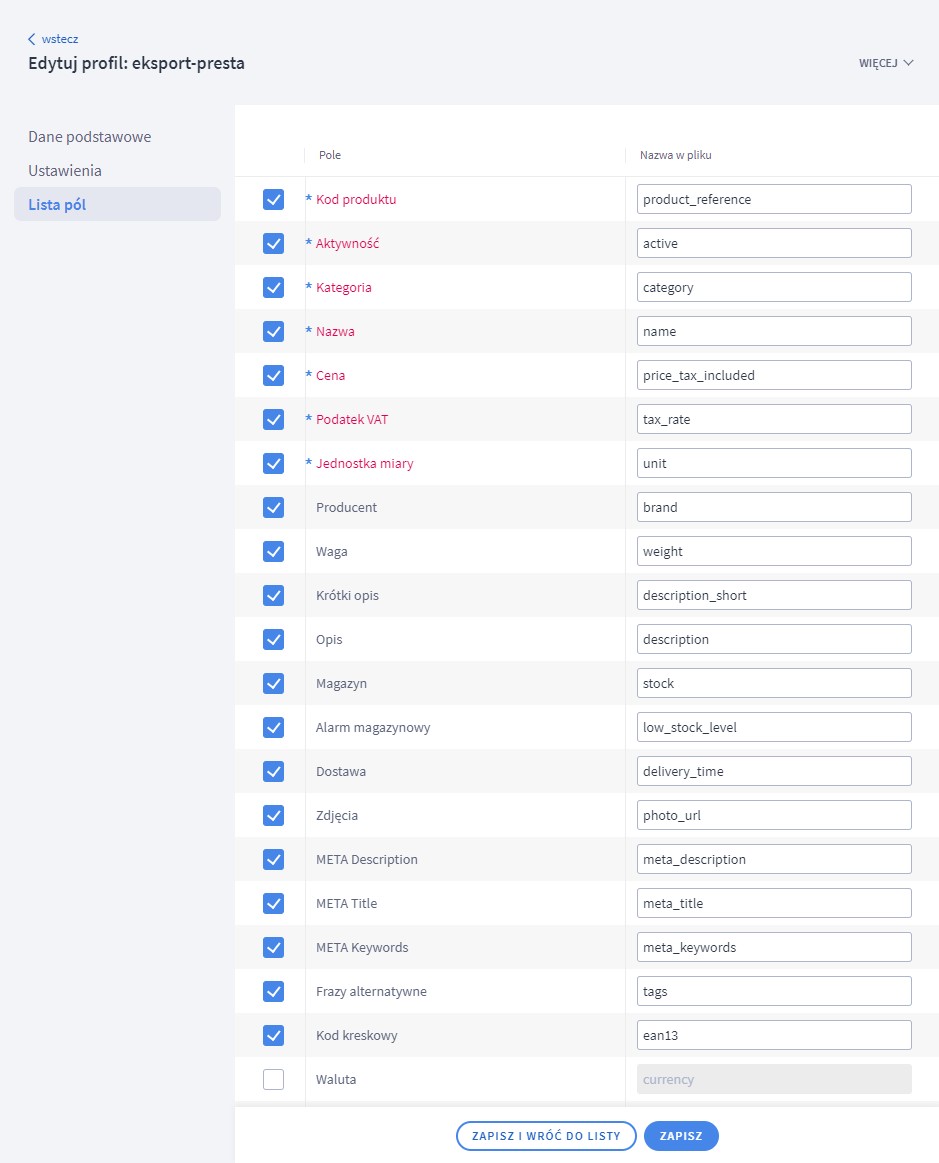 wstecz
Edytuj profil: eksport-presta
WIĘCEJ
Dane podstawowe
Ustawienia
Lista pól
Pole Nazwa w pliku
* Kod produktu product_reference
* Aktywność active
* Kategoria category
* Nazwa name
* Cena price_tax_included
* Podatek VAT tax_rate
* Jednostka miary unit
Producent brand
Waga weight
Krótki opis description_short
Opis description
Magazyn stock
Alarm magazynowy low_stock_level
Dostawa delivery_time
Zdjęcia photo_url
META Description meta_description
META Title meta_title
META Keywords meta_keywords
Frazy alternatywne tags
Kod kreskowy ean13
Waluta currency
ZAPISZ I WRÓĆ DO LISTY ZAPISZ